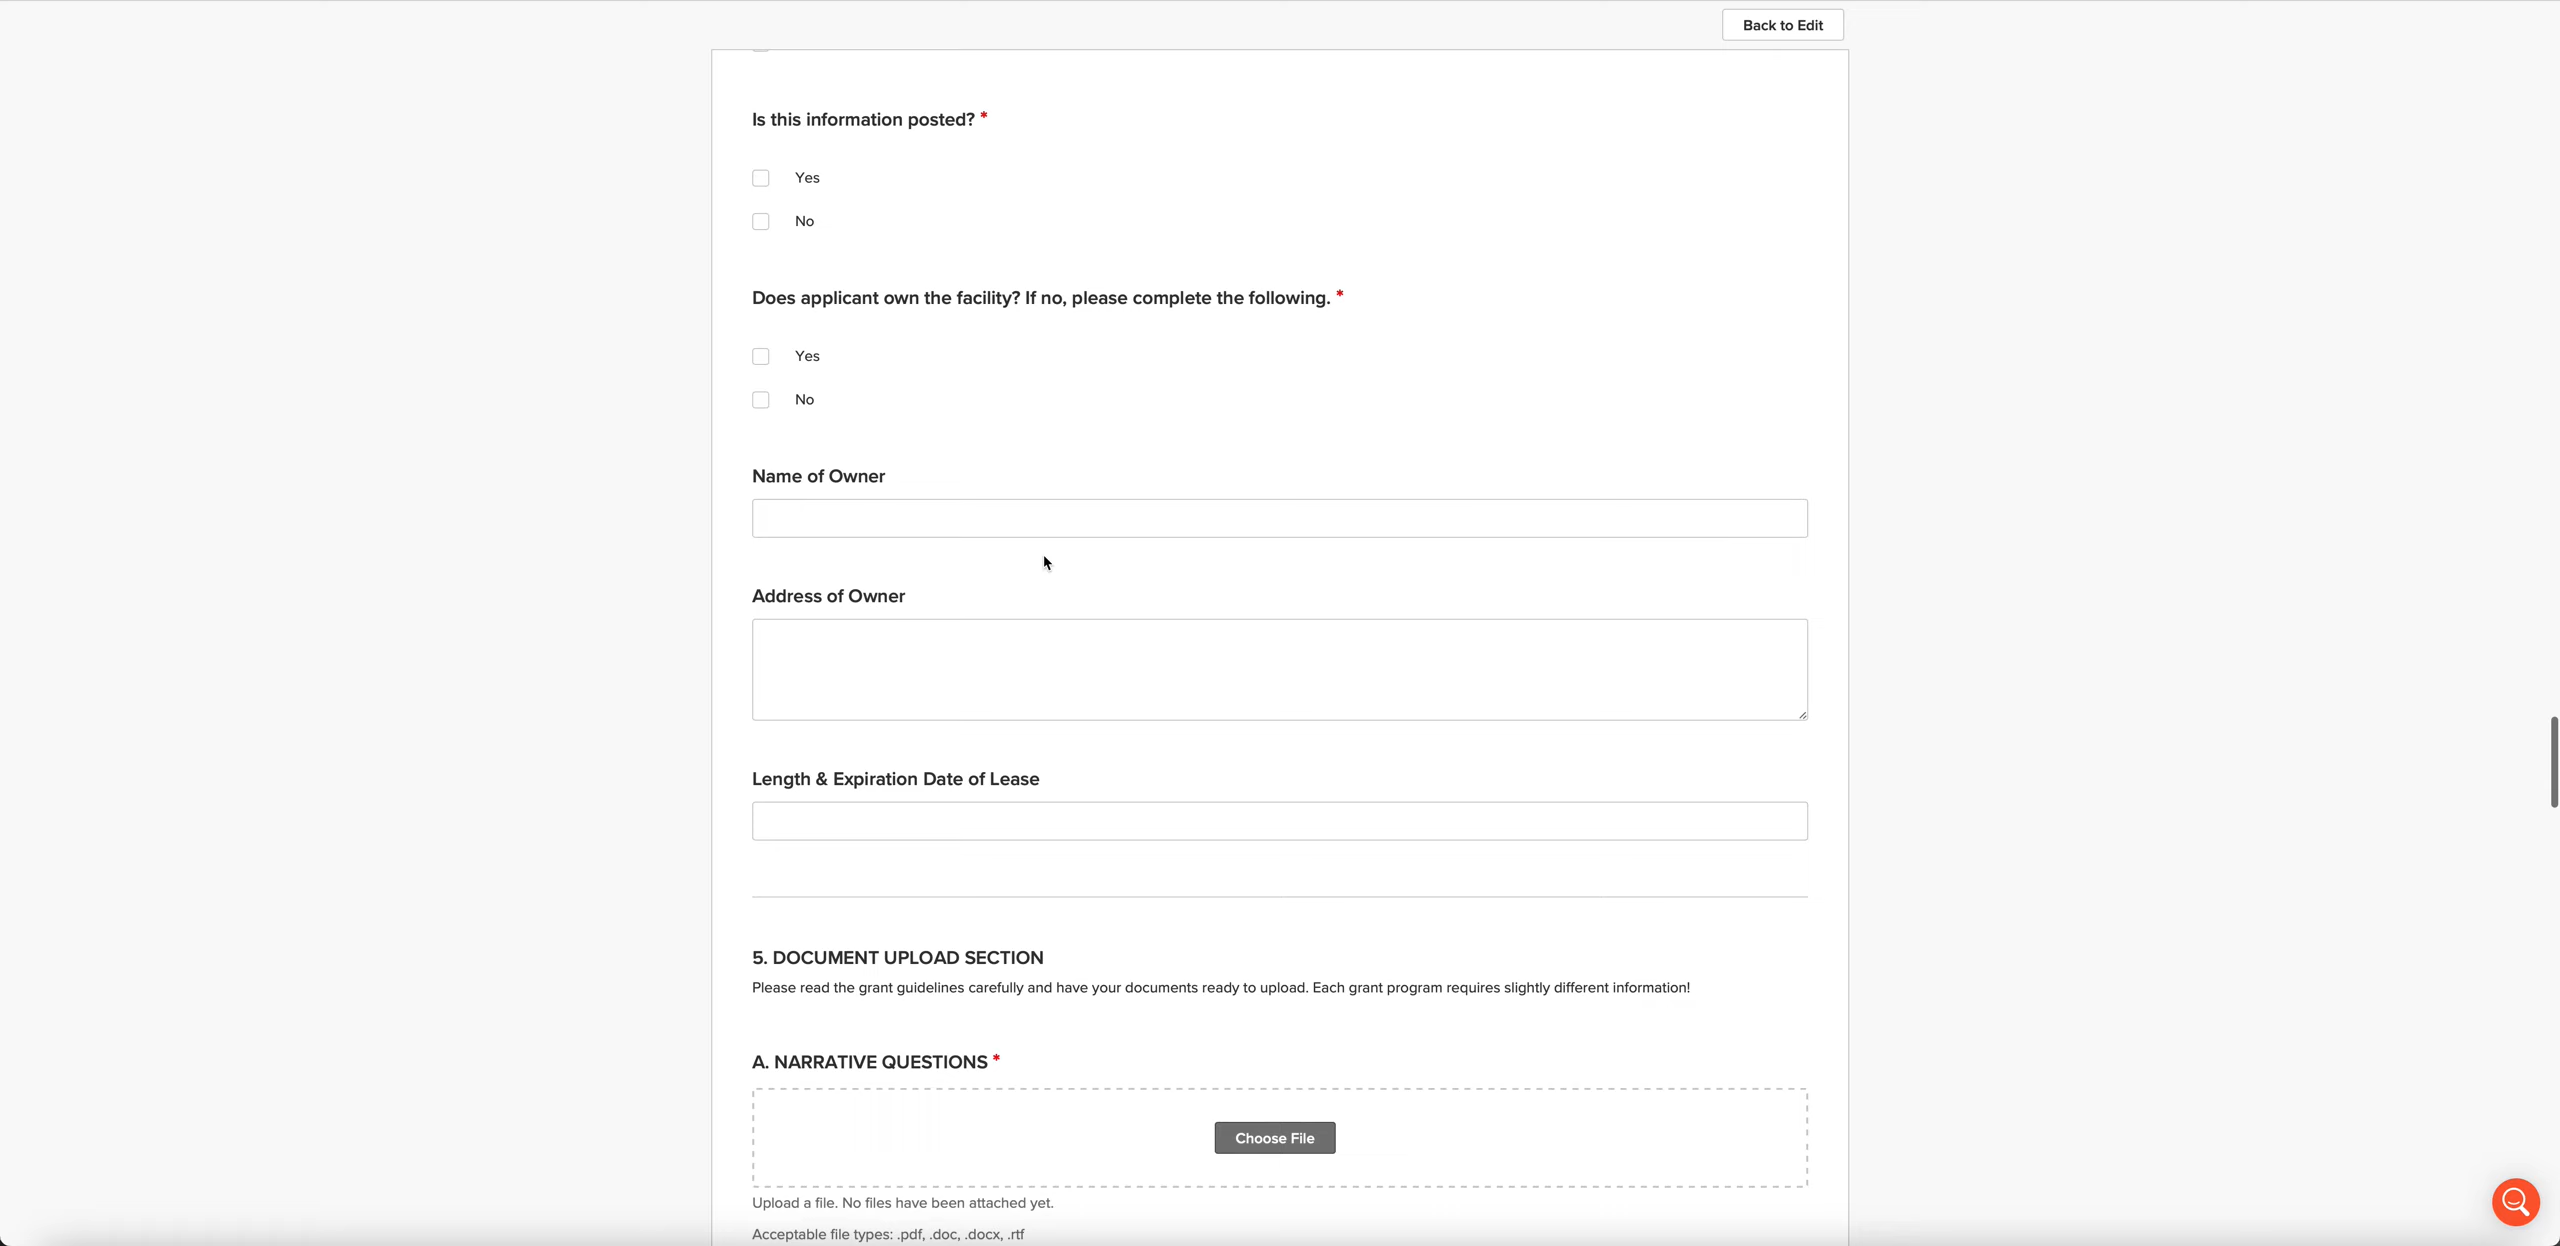 Back to Edit
Is this information posted? *
Yes
No
Does applicant own the facility? If no, please complete the following. *
Yes
No
Name of Owner
Address of Owner
Length & Expiration Date of Lease
5. DOCUMENT UPLOAD SECTION
Please read the grant guidelines carefully and have your documents ready to upload. Each grant program requires slightly different information!
A. NARRATIVE QUESTIONS *
Choose File
Upload a file. No files have been attached yet.
Acceptable file types: .pdf, .doc, .docx, .rtf